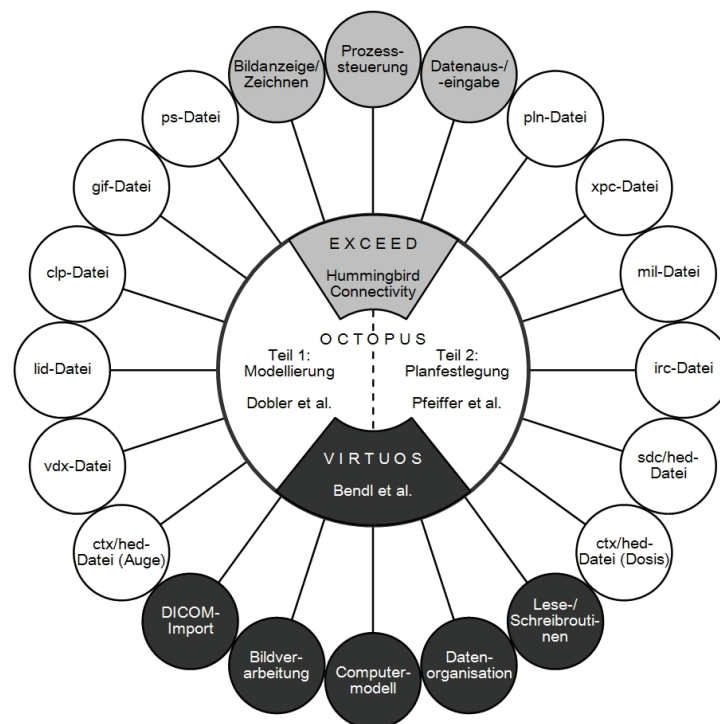 Bildanzeige/
Zeichnen
Prozess-
steuerung
Datenaus-/
-eingabe
ps-Datei
pln-Datei
gif-Datei
xpc-Datei
clp-Datei
mil-Datei
lid-Datei
irc-Datei
vdx-Datei
sdc/hed-
Datei
ctx/hed-
Datei (Auge)
ctx/hed-
Datei (Dosis)
DICOM-
Import
Lese-/
Schreibrouti-
nen
Bildver-
arbeitung
Computer-
modell
Daten-
organisation
EXCEED
Hummingbird
Connectivity
OCTOPUS
Teil 1:
Modellierung
Dobler et al.
Teil 2:
Planfestlegung
Pfeiffer et al.
VIRTUOS
Bendl et al.